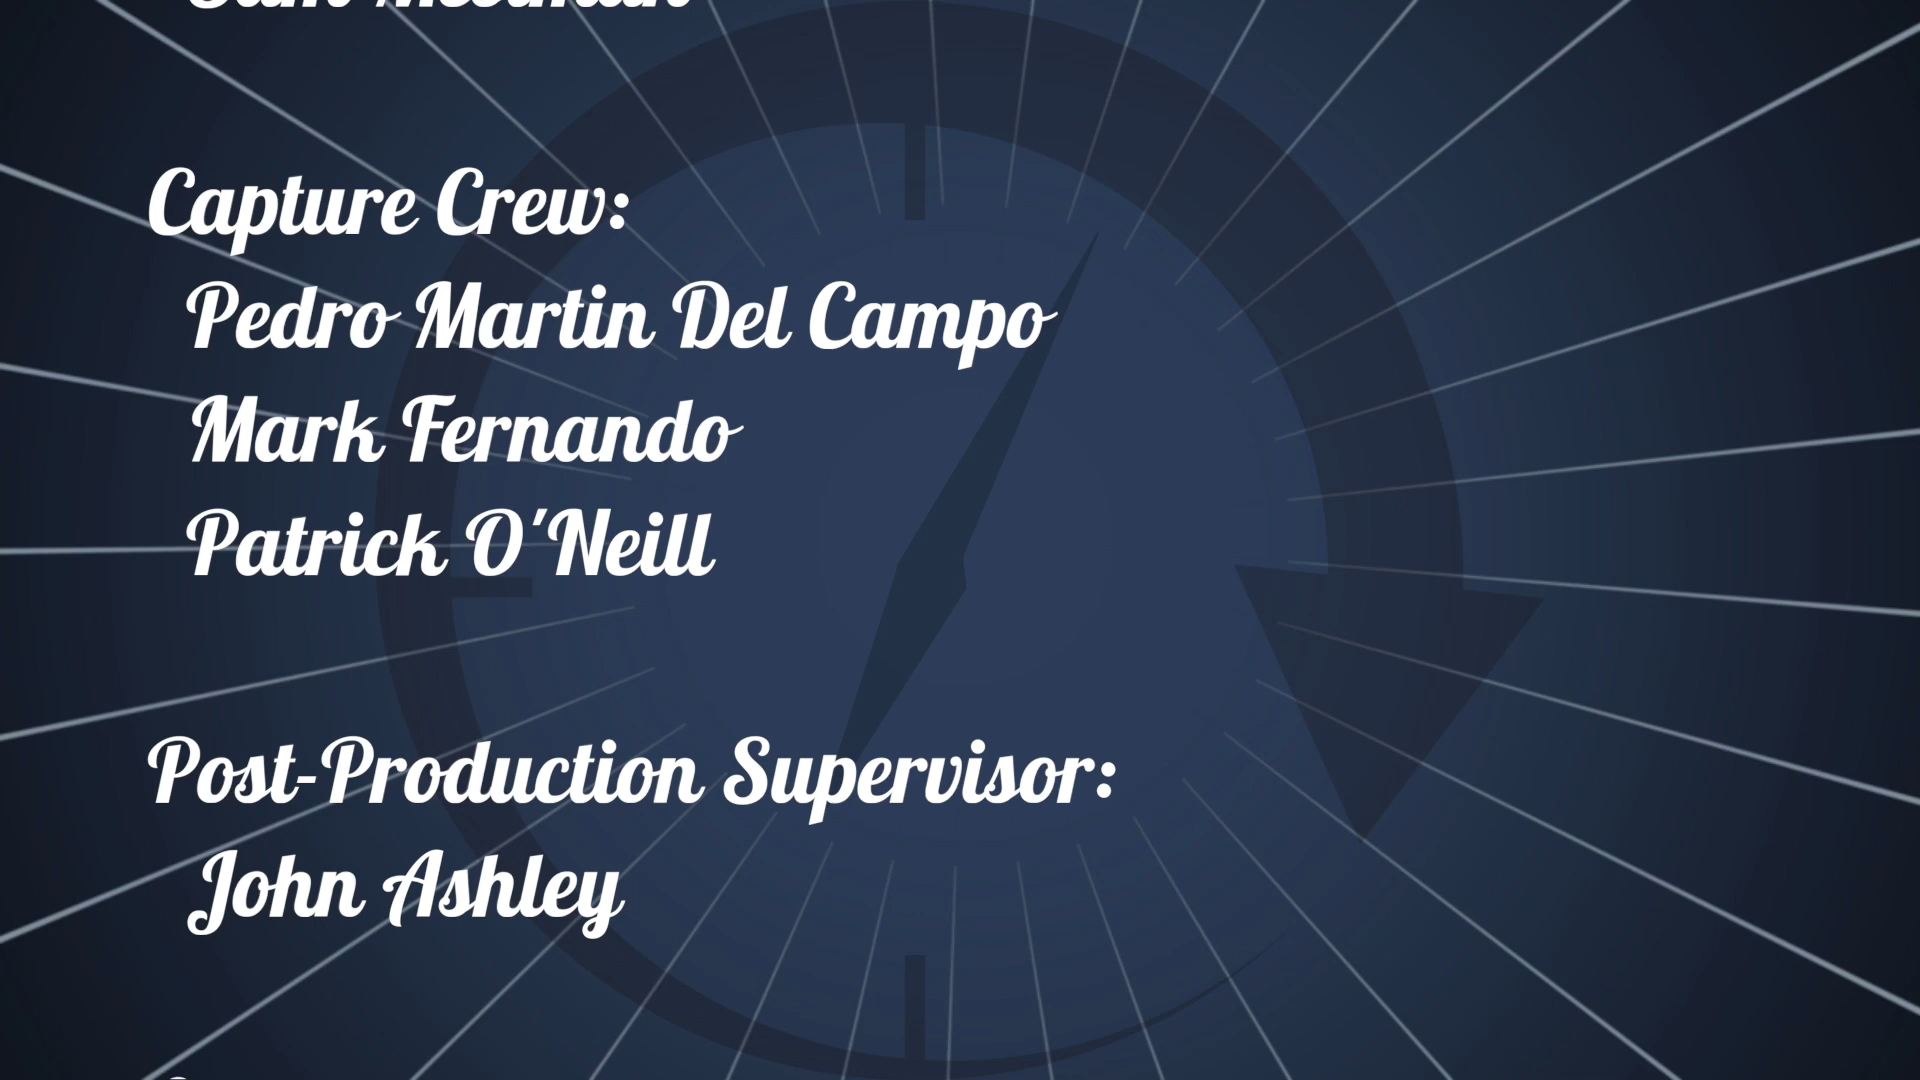 Capture Crew:
Pedro Martin Del Campo
Mark Fernando
Patrick O'Neill
Post-Production Supervisor:
John Ashley